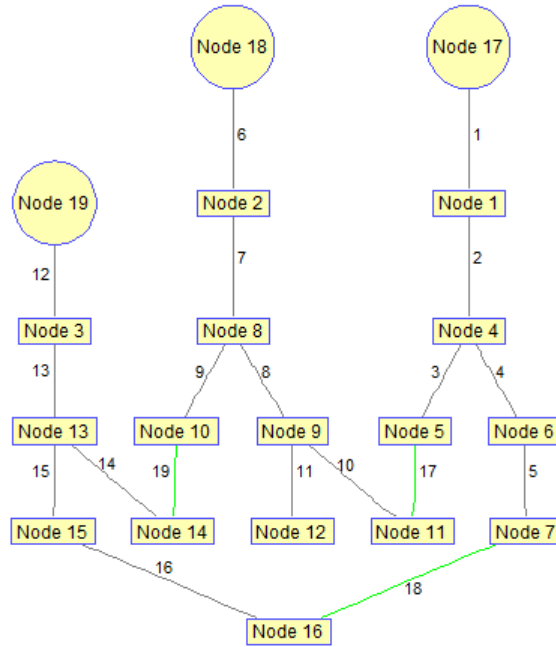 Node 18
Node 17
6
1
Node 19
Node 2
Node 1
12
7
2
Node 3
Node 8
Node 4
13
9
8
3
4
Node 13
Node 10
Node 9
Node 5
Node 6
15
14
19
11
10
17
5
Node 15
Node 14
Node 12
Node 11
Node 7
16
18
Node 16